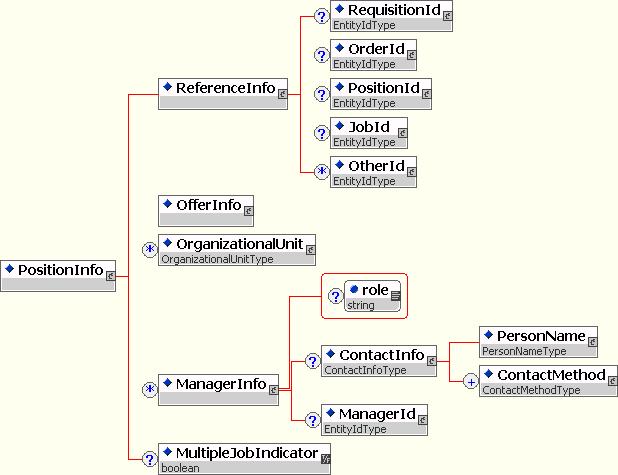 RequisitionId
EntityIdType
OrderId
EntityIdType
ReferenceInfo
PositionId
EntityIdType
JobId
EntityIdType
OtherId
EntityIdType
OfferInfo
OrganizationalUnit
OrganizationalUnitType
PositionInfo
role
string
PersonName
PersonNameType
ContactInfo
ContactInfoType
ContactMethod
ContactMethodType
ManagerInfo
ManagerId
EntityIdType
MultipleJobIndicator
boolean